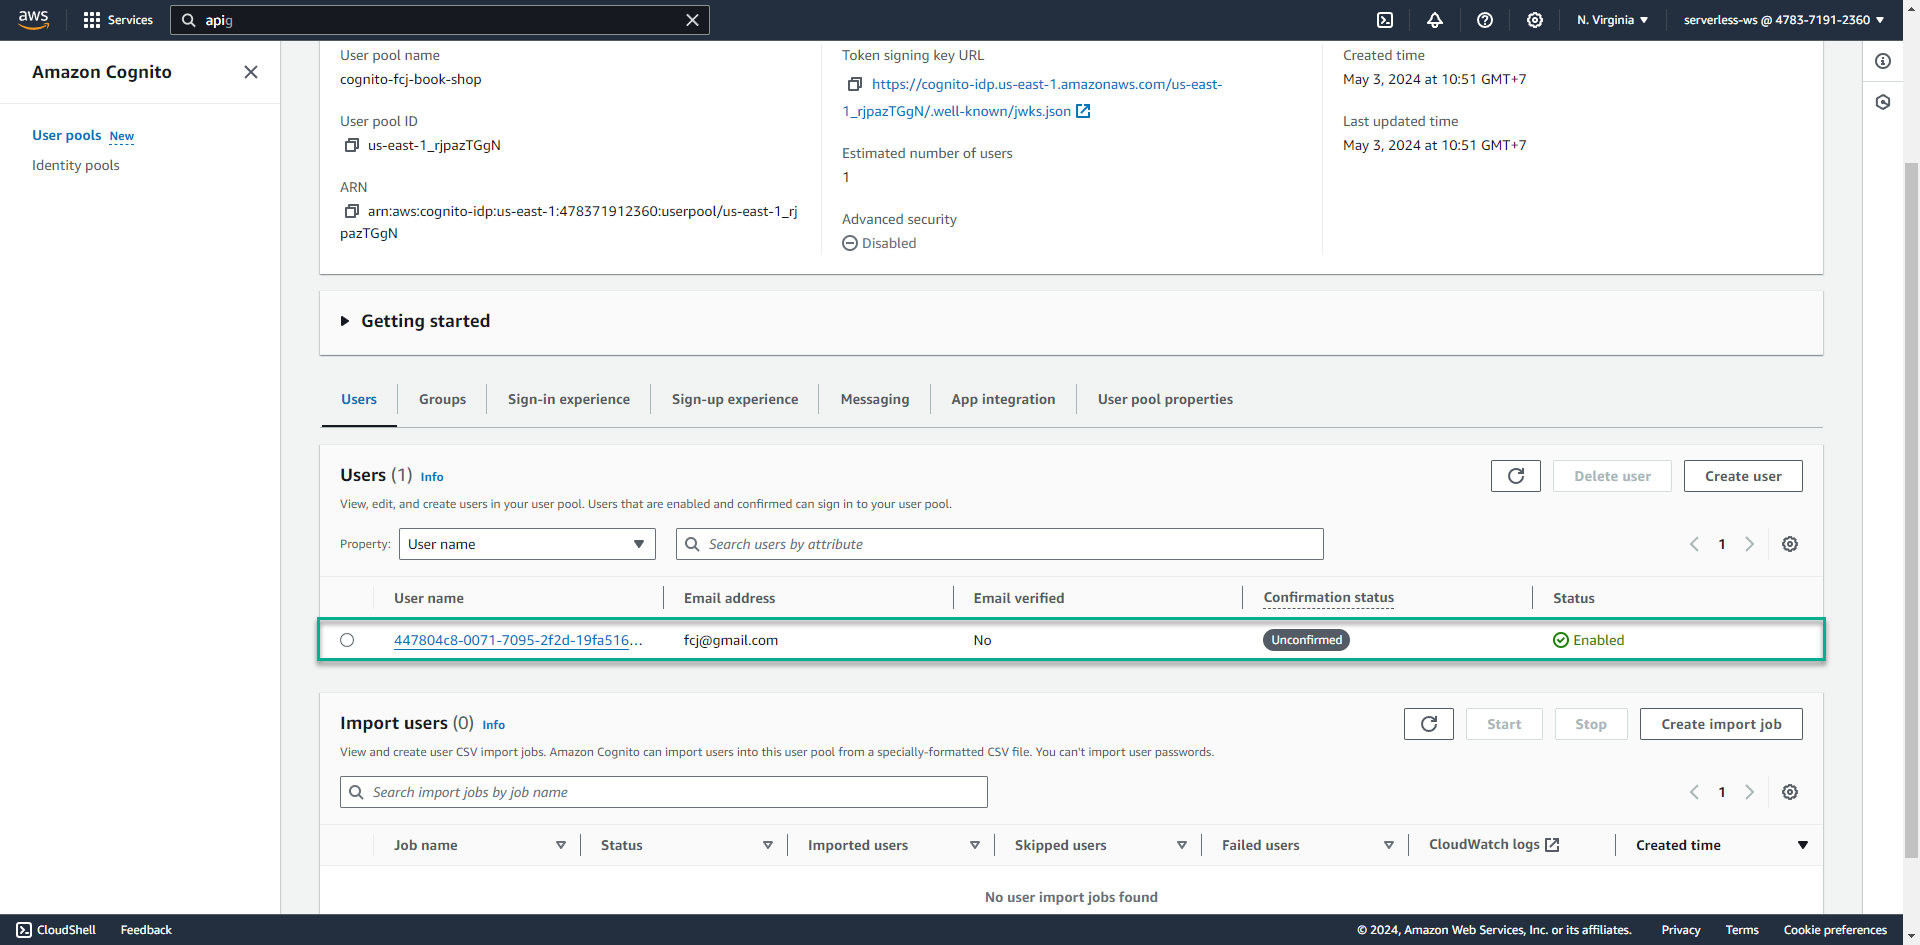 aws
Services
apig
N. Virginia
serverless-ws @ 4783-7191-2360
Amazon Cognito
User pools New
Identity pools
User pool name
cognito-fcj-book-shop
User pool ID
us-east-1_rjpazTGgN
ARN
arn:aws:cognito-idp:us-east-1:478371912360:userpool/us-east-1_rj
pazTGgN
Token signing key URL
https://cognito-idp.us-east-1.amazonaws.com/us-east-
1_rjpazTGgN/.well-known/jwks.json
Estimated number of users
1
Advanced security
Disabled
Created time
May 3, 2024 at 10:51 GMT+7
Last updated time
May 3, 2024 at 10:51 GMT+7
Getting started
Users
Groups
Sign-in experience
Sign-up experience
Messaging
App integration
User pool properties
Users (1) Info
View, edit, and create users in your user pool. Users that are enabled and confirmed can sign in to your user pool.
Delete user
Create user
Property:
User name
Search users by attribute
1
User name
Email address
Email verified
Confirmation status
Status
447804c8-0071-7095-2f2d-19fa516...
fcj@gmail.com
No
Unconfirmed
Enabled
Import users (0) Info
View and create user CSV import jobs. Amazon Cognito can import users into this user pool from a specially-formatted CSV file. You can't import user passwords.
Start
Stop
Create import job
Search import jobs by job name
1
Job name
Status
Imported users
Skipped users
Failed users
CloudWatch logs
Created time
No user import jobs found
CloudShell
Feedback
© 2024, Amazon Web Services, Inc. or its affiliates.
Privacy
Terms
Cookie preferences